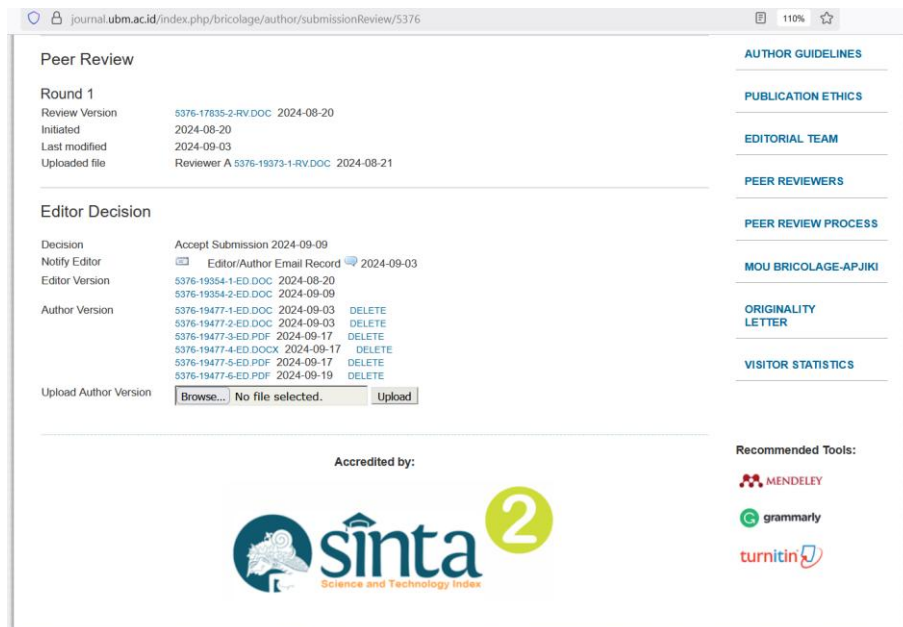 journal.ubm.ac.id/index.php/bricolage/author/submissionReview/5376
110%
Peer Review
Round 1
Review Version 5376-17835-2-RV.DOC 2024-08-20
Initiated 2024-08-20
Last modified 2024-09-03
Uploaded file Reviewer A 5376-19373-1-RV.DOC 2024-08-21
Editor Decision
Decision Accept Submission 2024-09-09
Notify Editor Editor/Author Email Record 2024-09-03
Editor Version 5376-19354-1-ED.DOC 2024-08-20
5376-19354-2-ED.DOC 2024-09-09
Author Version 5376-19477-1-ED.DOC 2024-09-03 DELETE
5376-19477-2-ED.DOC 2024-09-03 DELETE
5376-19477-3-ED.PDF 2024-09-17 DELETE
5376-19477-4-ED.DOCX 2024-09-17 DELETE
5376-19477-5-ED.PDF 2024-09-17 DELETE
5376-19477-6-ED.PDF 2024-09-19 DELETE
Upload Author Version Browse... No file selected. Upload
Accredited by:
sinta 2
Science and Technology Index
AUTHOR GUIDELINES
PUBLICATION ETHICS
EDITORIAL TEAM
PEER REVIEWERS
PEER REVIEW PROCESS
MOU BRICOLAGE-APJIKI
ORIGINALITY
LETTER
VISITOR STATISTICS
Recommended Tools:
MENDELEY
grammarly
turnitin